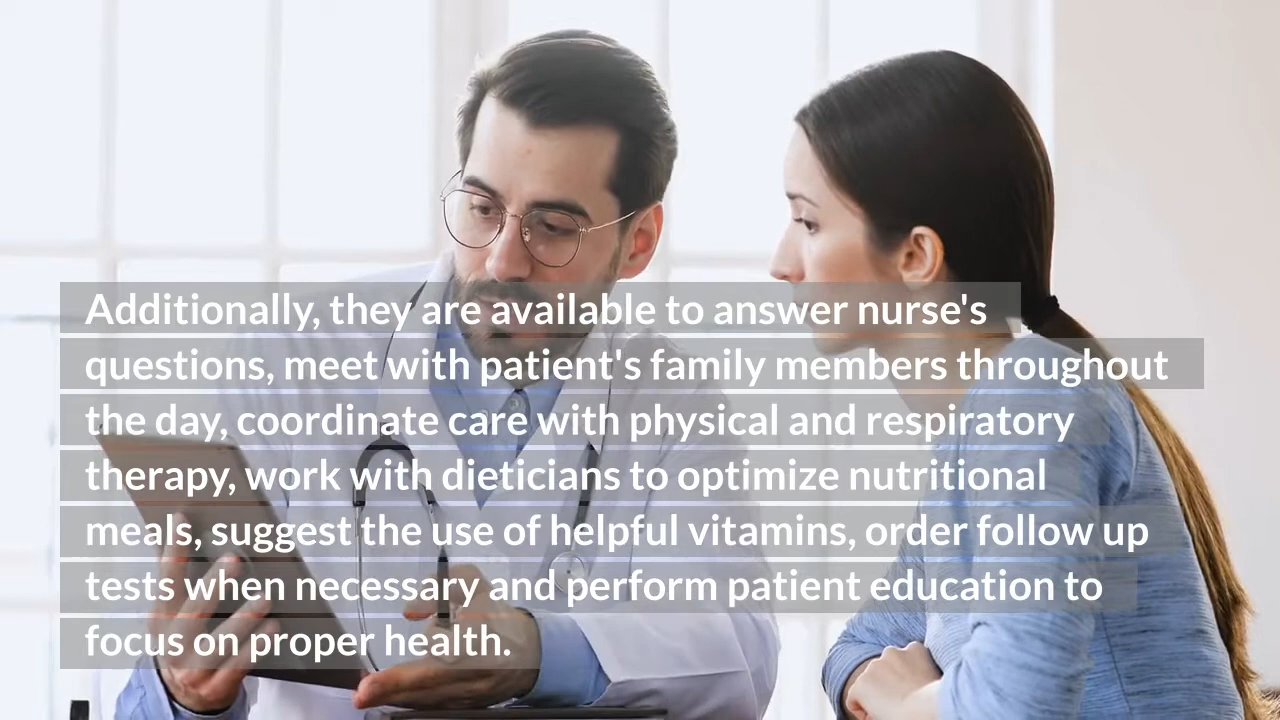 Additionally, they are available to answer nurse's
questions, meet with patient's family members throughout
the day, coordinate care with physical and respiratory
therapy, work with dieticians to optimize nutritional
meals, suggest the use of helpful vitamins, order follow up
tests when necessary and perform patient education to
focus on proper health.